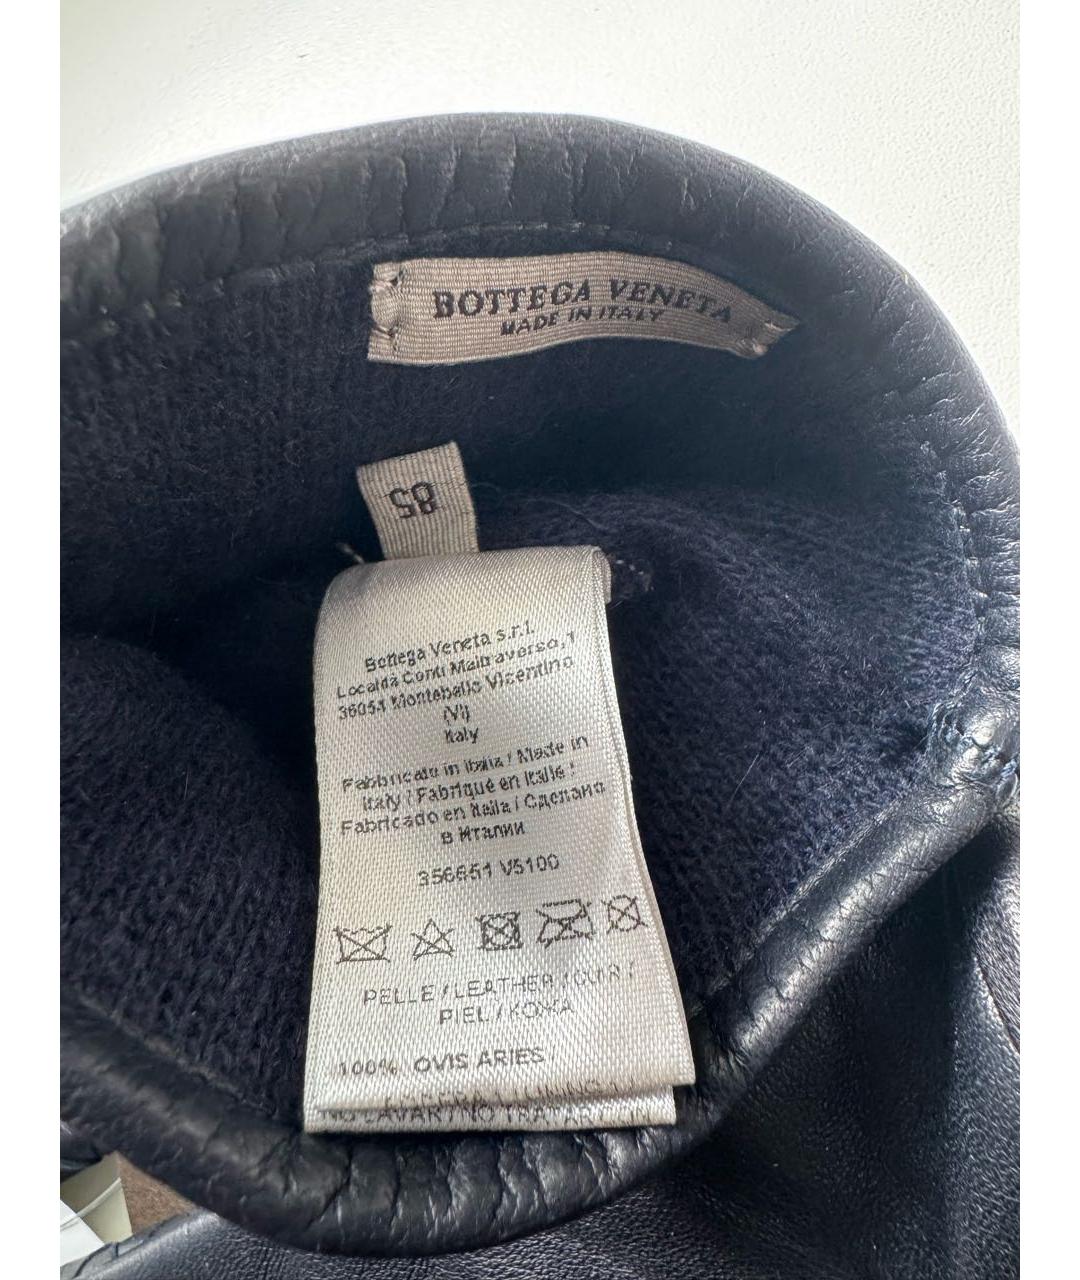 BOTTEGA VENETA
MADE IN ITALY
85
Bottega Veneta s.r.l.
Località Conti Maltraverso,1
36054 Montebello Vicentino
(VI)
Italy
Fabbricato in Italia / Made in
Italy / Fabriqué en Italie /
Fabricado en Italia / Сделано
в Италии
356851 V5100
PELLE / LEATHER / CUIR /
PIEL / КОЖА
100% OVIS ARIES